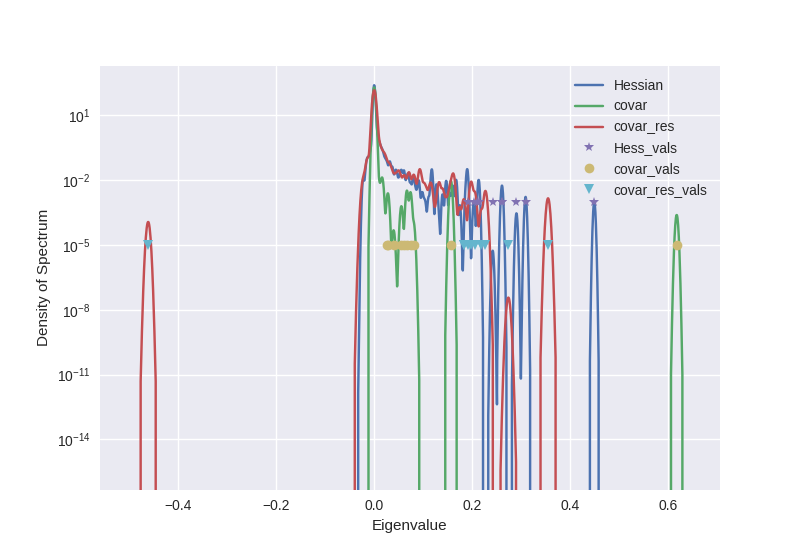 Hessian
covar
covar_res
Hess_vals
covar_vals
covar_res_vals
10^1
10^−2
10^−5
10^−8
10^−11
10^−14
Density of Spectrum
−0.4
−0.2
0.0
0.2
0.4
0.6
Eigenvalue